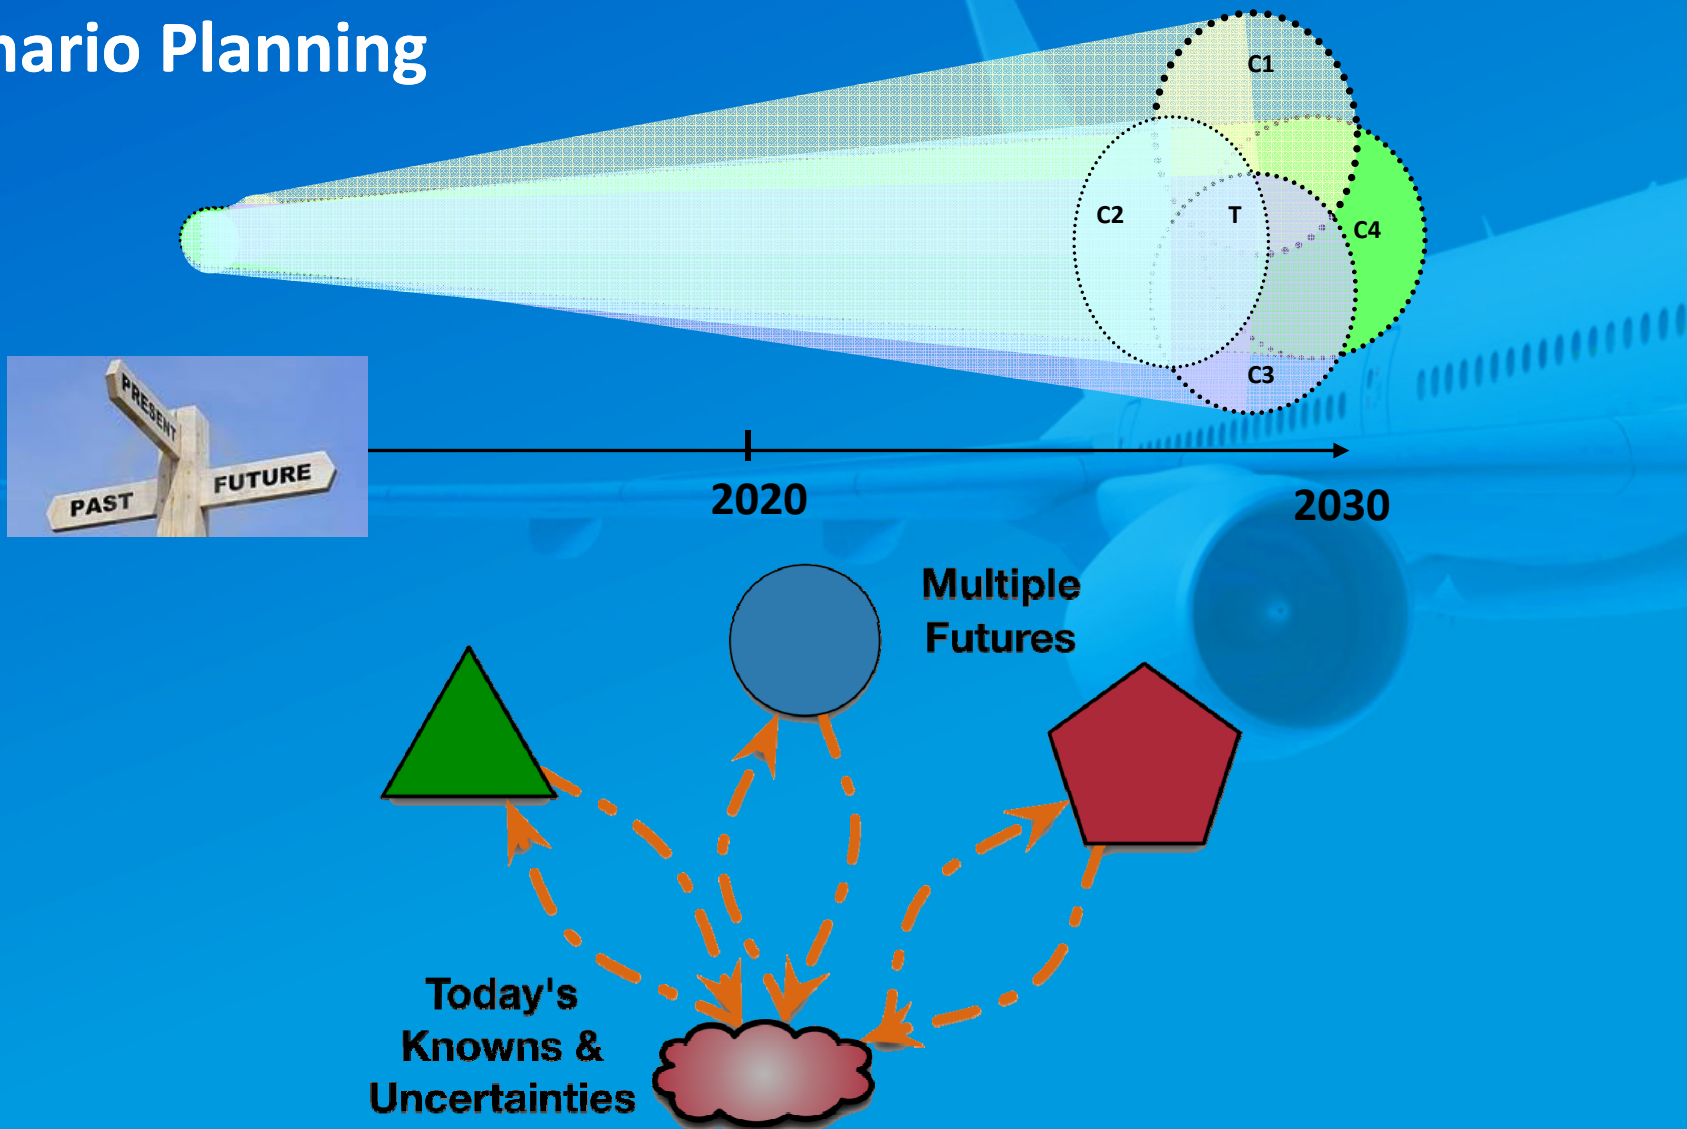 nario Planning
C1
C2
T
C4
C3
PRESENT
PAST
FUTURE
2020
2030
Multiple
Futures
Today's
Knowns &
Uncertainties